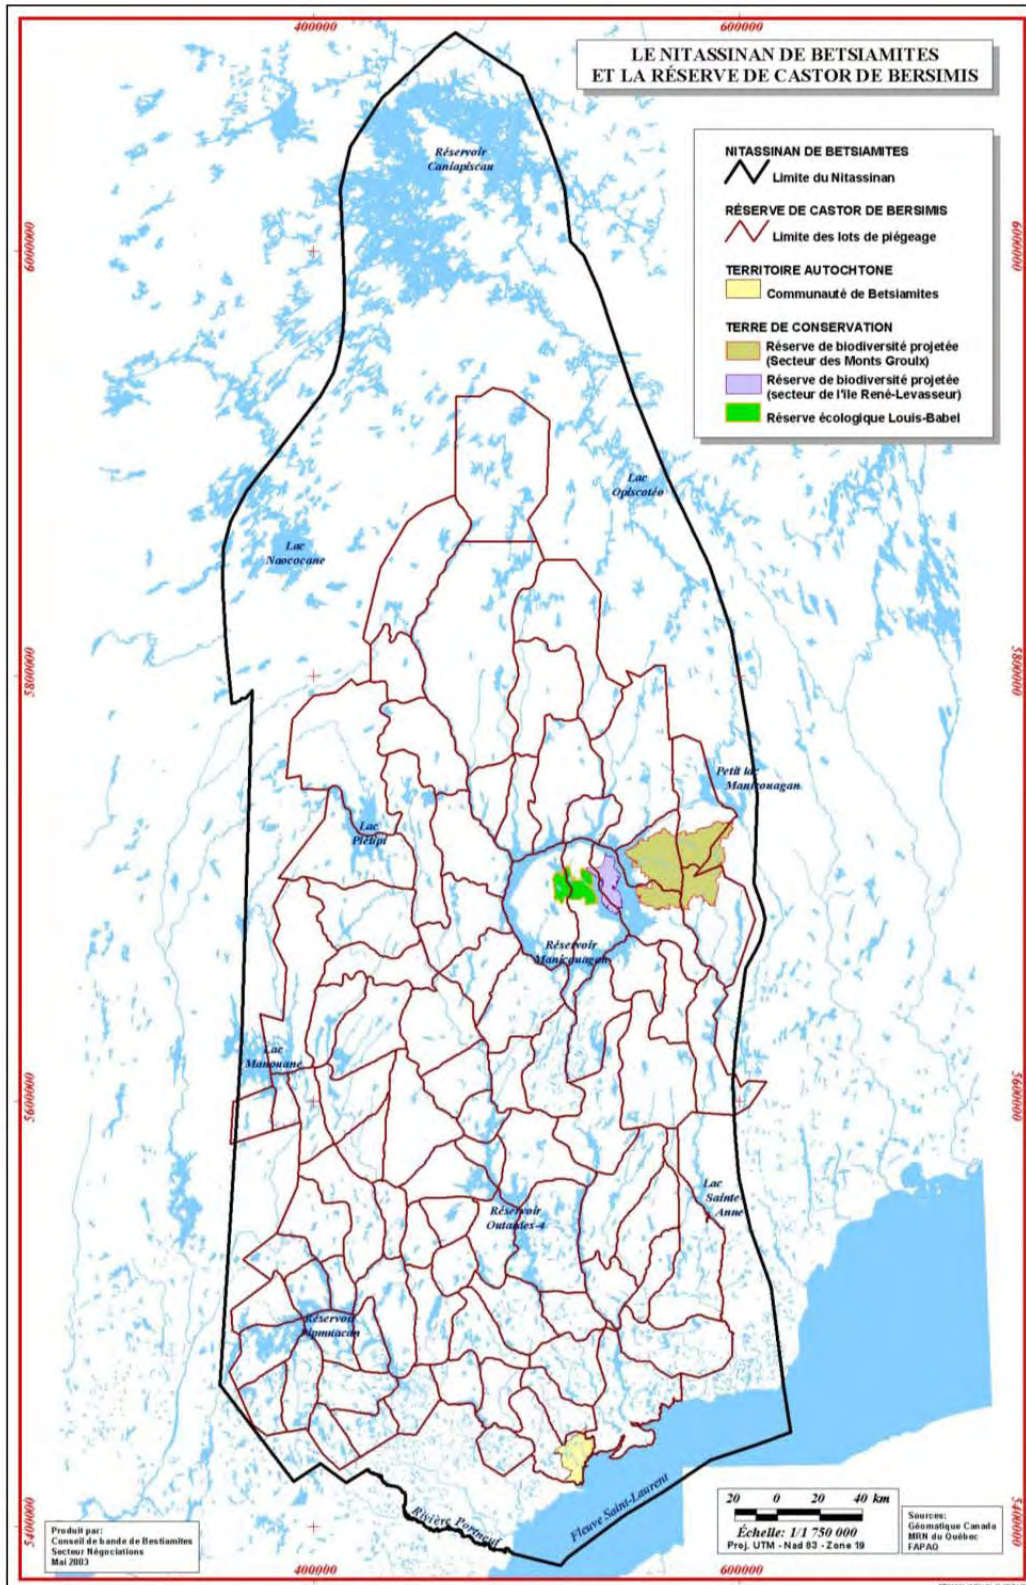 400000
600000
LE NITASSINAN DE BETSIAMITES
ET LA RÉSERVE DE CASTOR DE BERSIMIS
NITASSINAN DE BETSIAMITES
Limite du Nitassinan
RÉSERVE DE CASTOR DE BERSIMIS
Limite des lots de piégeage
TERRITOIRE AUTOCHTONE
Communauté de Betsiamites
TERRE DE CONSERVATION
Réserve de biodiversité projetée
(Secteur des Monts Groulx)
Réserve de biodiversité projetée
(secteur de l'île René-Levasseur)
Réserve écologique Louis-Babel
Réservoir
Caniapiscau
6000000
6000000
Lac
Opiscotéo
Lac
Naococane
5800000
5800000
Petit lac
Manicouagan
Lac
Plétipi
Réservoir
Manicouagan
Lac
Manouane
5600000
5600000
Lac
Sainte
Anne
Réservoir
Outardes-4
Réservoir
Pipmuacan
Rivière Portneuf
Fleuve Saint-Laurent
5400000
5400000
20 0 20 40 km
Échelle: 1/1 750 000
Proj. UTM - Nad 83 - Zone 19
Sources:
Géomatique Canada
MRN du Québec
FAPAQ
Produit par:
Conseil de bande de Bestiamites
Secteur Négociations
Mai 2003
400000
600000